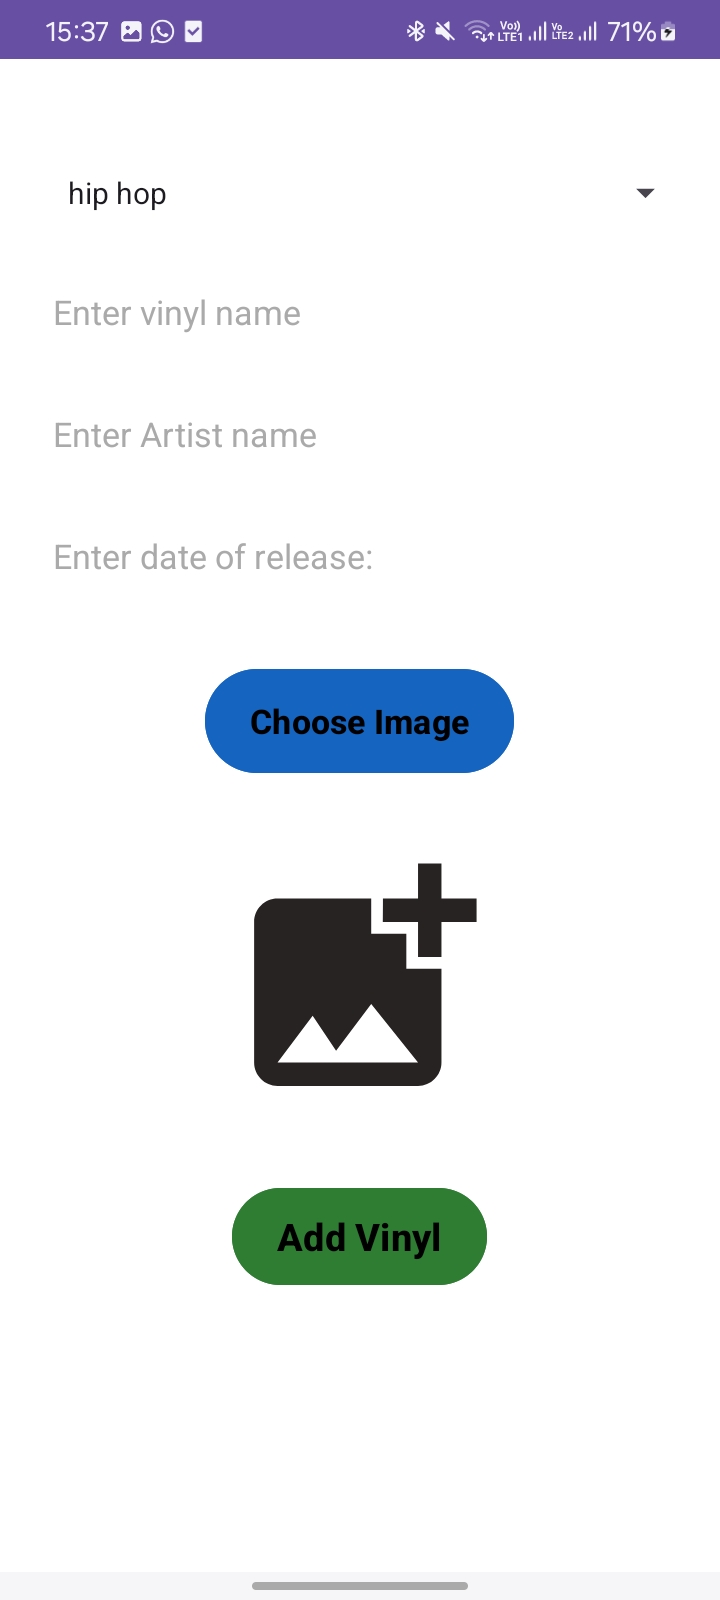 15:37 Vo)) LTE1 Vo LTE2 71%
hip hop
Enter vinyl name
Enter Artist name
Enter date of release:
Choose Image
Add Vinyl